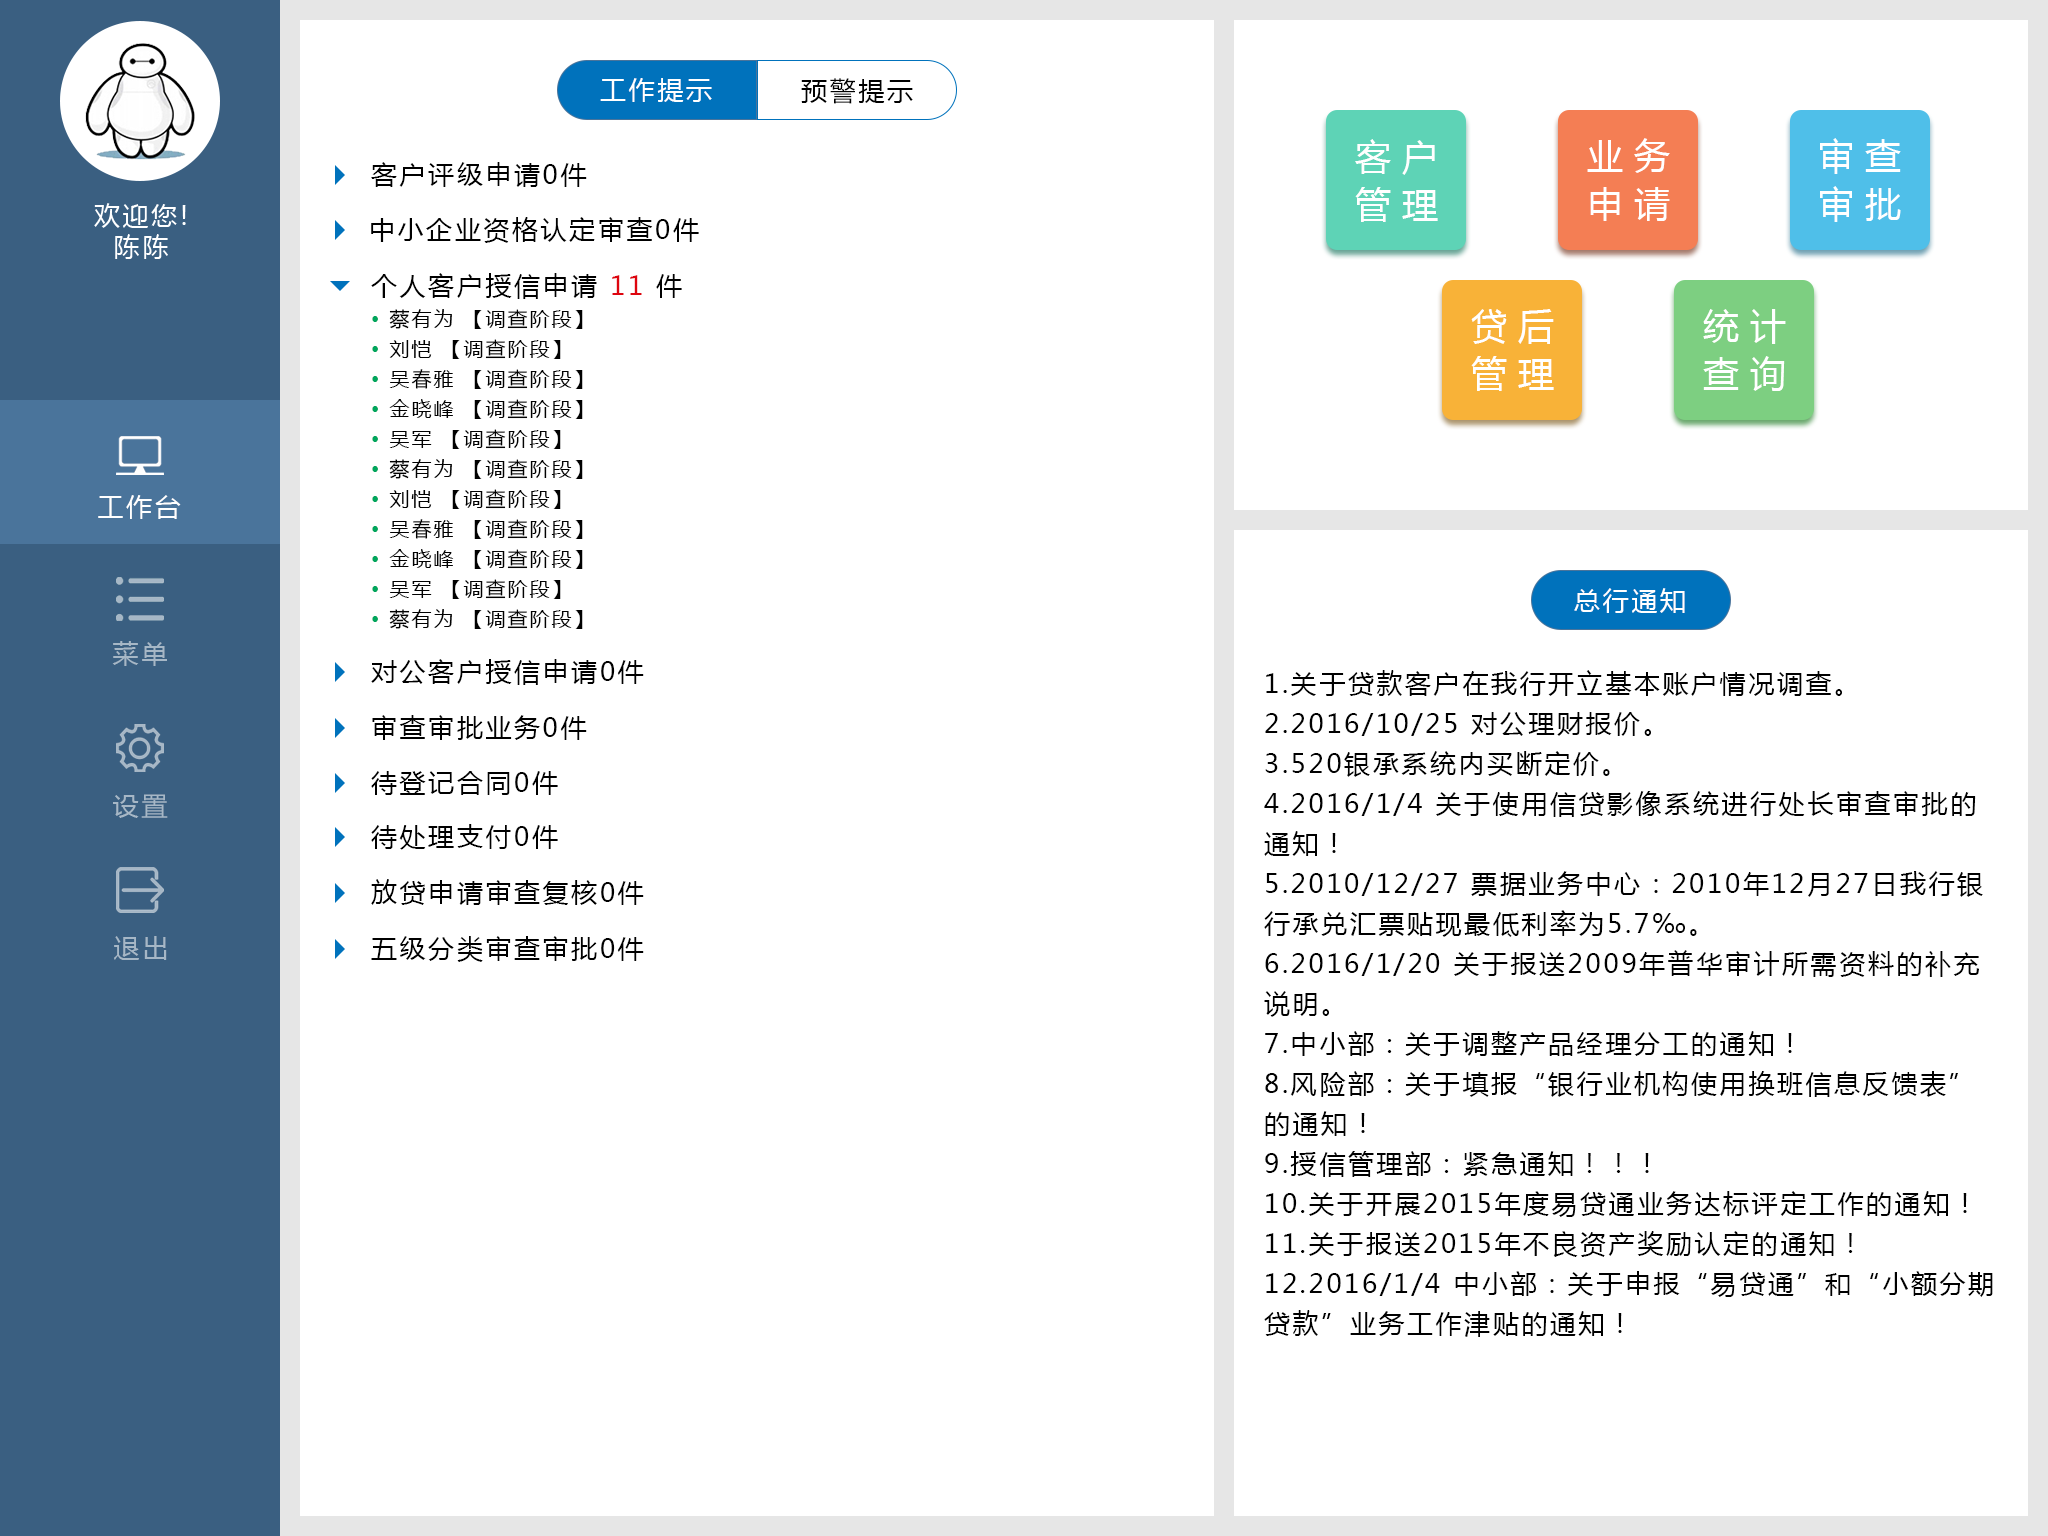 欢迎您!
陈陈
工作台
菜单
设置
退出
工作提示
预警提示
客户评级申请0件
中小企业资格认定审查0件
个人客户授信申请 11 件
• 蔡有为 【调查阶段】
• 刘恺 【调查阶段】
• 吴春雅 【调查阶段】
• 金晓峰 【调查阶段】
• 吴军 【调查阶段】
• 蔡有为 【调查阶段】
• 刘恺 【调查阶段】
• 吴春雅 【调查阶段】
• 金晓峰 【调查阶段】
• 吴军 【调查阶段】
• 蔡有为 【调查阶段】
对公客户授信申请0件
审查审批业务0件
待登记合同0件
待处理支付0件
放贷申请审查复核0件
五级分类审查审批0件
客户
管理
业务
申请
审查
审批
贷后
管理
统计
查询
总行通知
1.关于贷款客户在我行开立基本账户情况调查。
2.2016/10/25 对公理财报价。
3.520银承系统内买断定价。
4.2016/1/4 关于使用信贷影像系统进行处长审查审批的
通知！
5.2010/12/27 票据业务中心：2010年12月27日我行银
行承兑汇票贴现最低利率为5.7‰。
6.2016/1/20 关于报送2009年普华审计所需资料的补充
说明。
7.中小部：关于调整产品经理分工的通知！
8.风险部：关于填报“银行业机构使用换班信息反馈表”
的通知！
9.授信管理部：紧急通知！！！
10.关于开展2015年度易贷通业务达标评定工作的通知！
11.关于报送2015年不良资产奖励认定的通知！
12.2016/1/4 中小部：关于申报“易贷通”和“小额分期
贷款”业务工作津贴的通知！